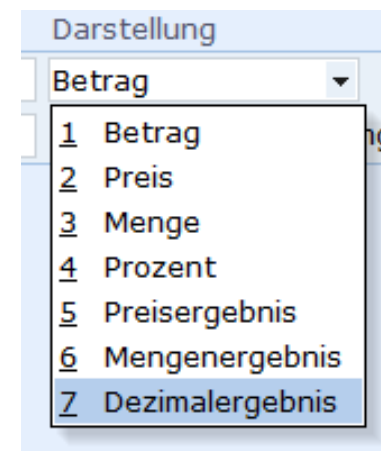 Darstellung
Betrag
1 Betrag
2 Preis
3 Menge
4 Prozent
5 Preisergebnis
6 Mengenergebnis
7 Dezimalergebnis